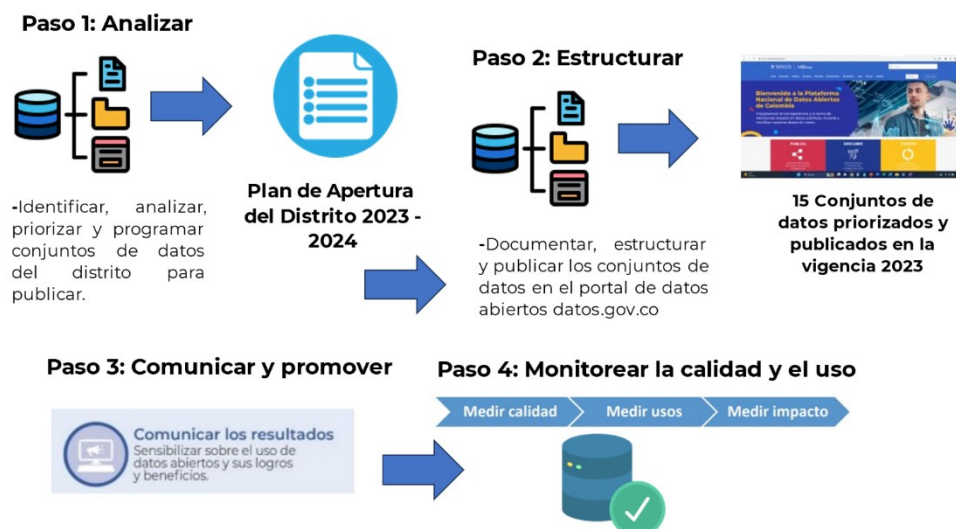 Paso 1: Analizar
-Identificar, analizar,
priorizar y programar
conjuntos de datos
del distrito para
publicar.
Plan de Apertura
del Distrito 2023 -
2024
Paso 2: Estructurar
-Documentar, estructurar
y publicar los conjuntos de
datos en el portal de datos
abiertos datos.gov.co
Bienvenido a la Plataforma
Nacional de Datos Abiertos
de Colombia
15 Conjuntos de
datos priorizados y
publicados en la
vigencia 2023
Paso 3: Comunicar y promover
Comunicar los resultados
Sensibilizar sobre el uso de
datos abiertos y sus logros
y beneficios.
Paso 4: Monitorear la calidad y el uso
Medir calidad
Medir usos
Medir impacto